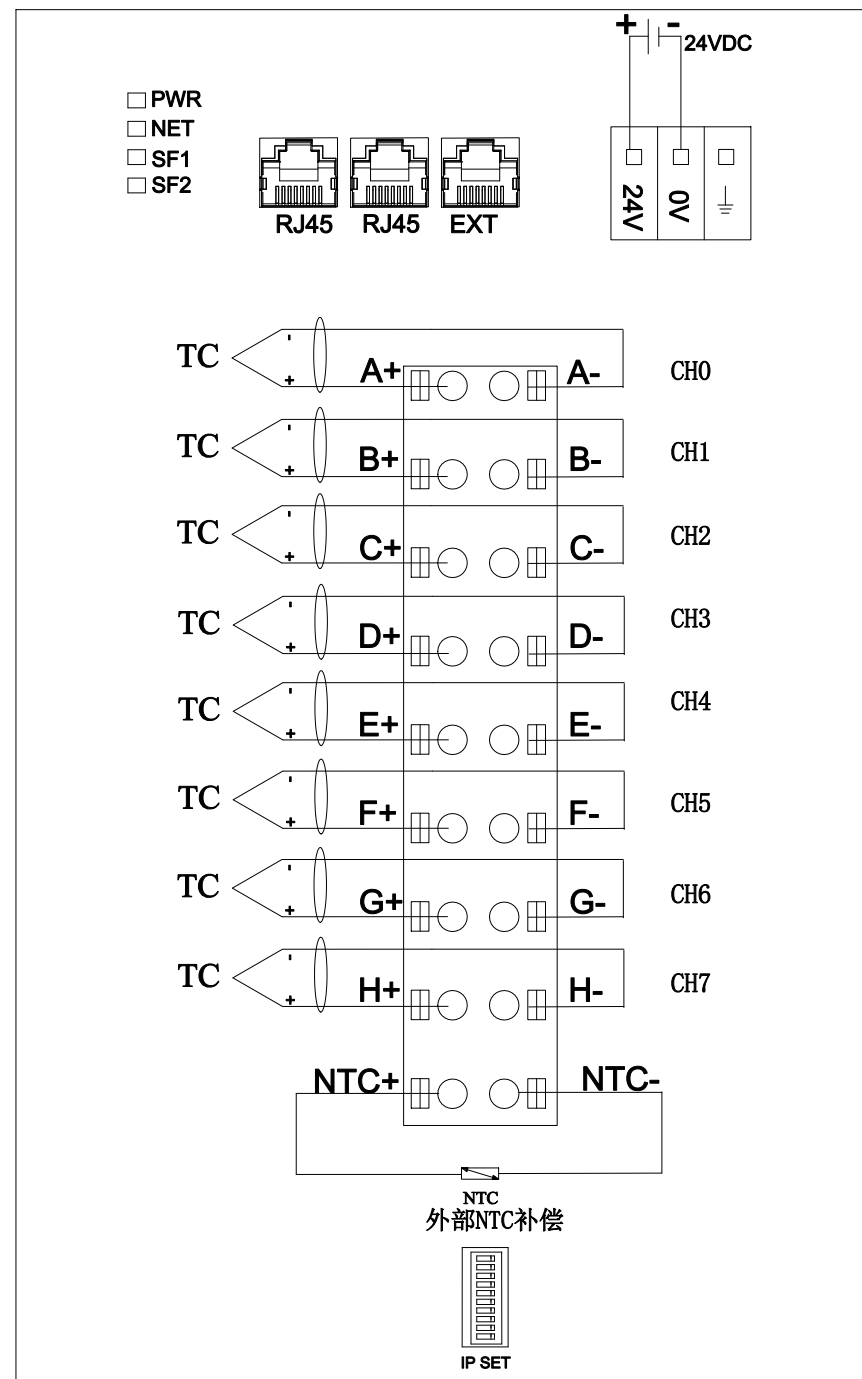 + -
24VDC
PWR
NET
SF1
SF2
RJ45 RJ45 EXT
24V 0V
TC - + A+ A- CH0
TC - + B+ B- CH1
TC - + C+ C- CH2
TC - + D+ D- CH3
TC - + E+ E- CH4
TC - + F+ F- CH5
TC - + G+ G- CH6
TC - + H+ H- CH7
NTC+ NTC-
NTC
外部NTC补偿
IP SET